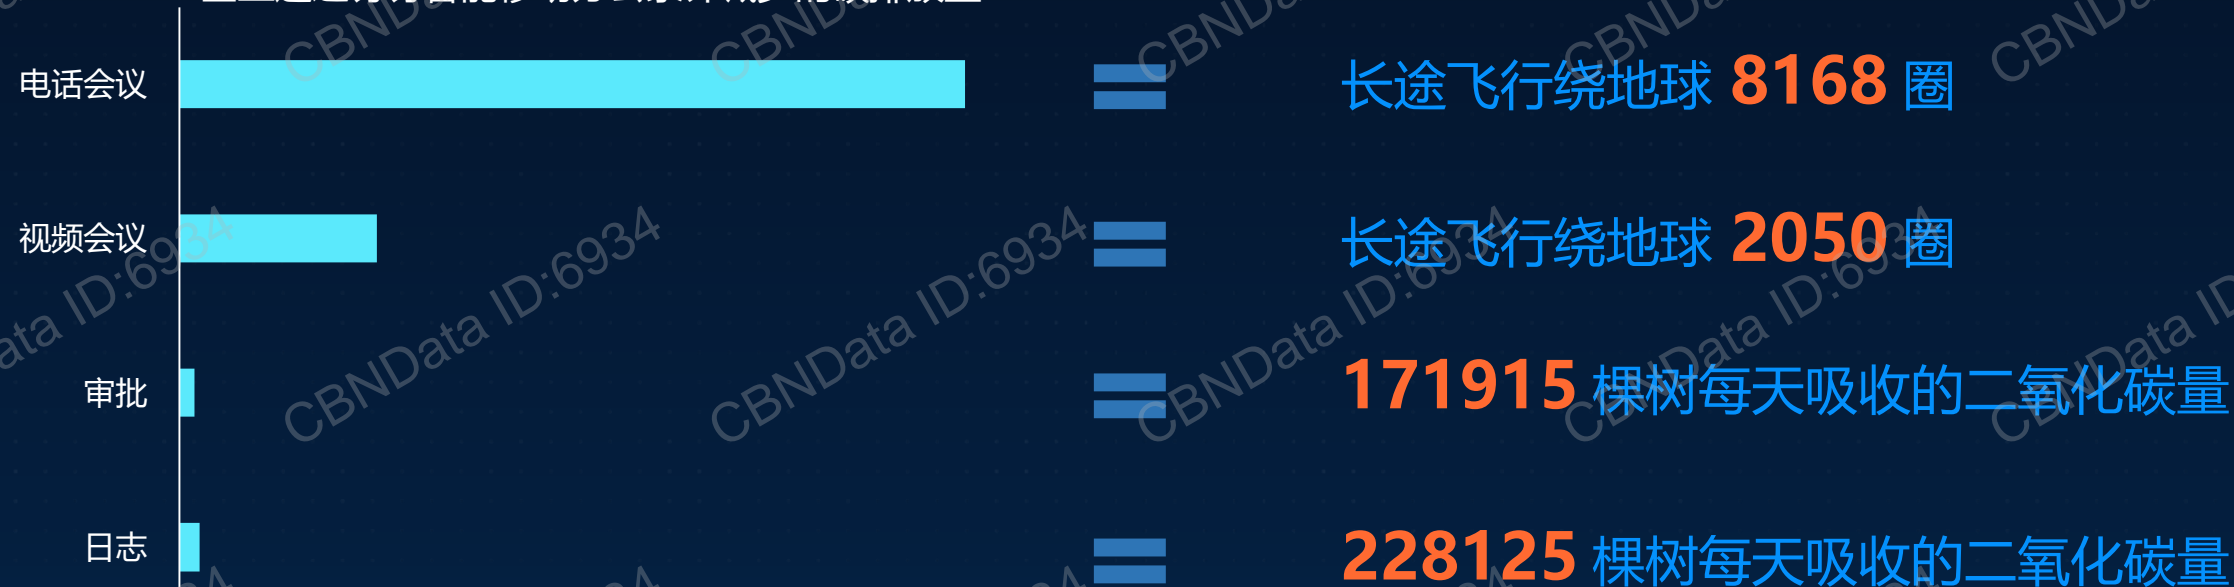 电话会议 长途飞行绕地球 8168 圈
视频会议 长途飞行绕地球 2050 圈
审批 171915 棵树每天吸收的二氧化碳量
日志 228125 棵树每天吸收的二氧化碳量
CBNData ID:6934